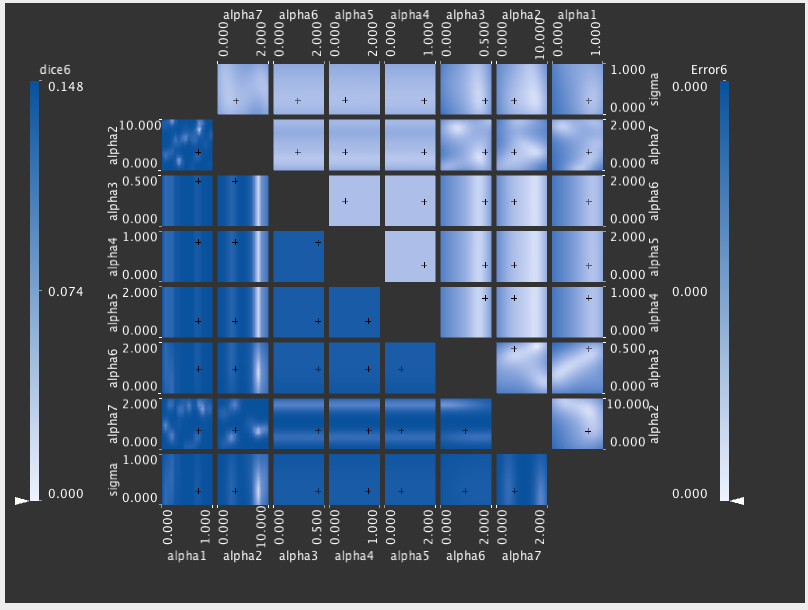 alpha7 alpha6 alpha5 alpha4 alpha3 alpha2 alpha1
0.000 2.000 0.000 2.000 0.000 2.000 0.000 1.000 0.000 0.500 0.000 10.000 0.000 1.000
dice6
Error6
0.148
0.074
0.000
0.000
0.000
0.000
1.000
0.000
sigma
alpha2
10.000
0.000
2.000
0.000
alpha7
alpha3
0.500
0.000
2.000
0.000
alpha6
alpha4
1.000
0.000
2.000
0.000
alpha5
alpha5
2.000
0.000
1.000
0.000
alpha4
alpha6
2.000
0.000
0.500
0.000
alpha3
alpha7
2.000
0.000
10.000
0.000
alpha2
sigma
1.000
0.000
0.000 1.000 0.000 10.000 0.000 0.500 0.000 1.000 0.000 2.000 0.000 2.000 0.000 2.000
alpha1 alpha2 alpha3 alpha4 alpha5 alpha6 alpha7